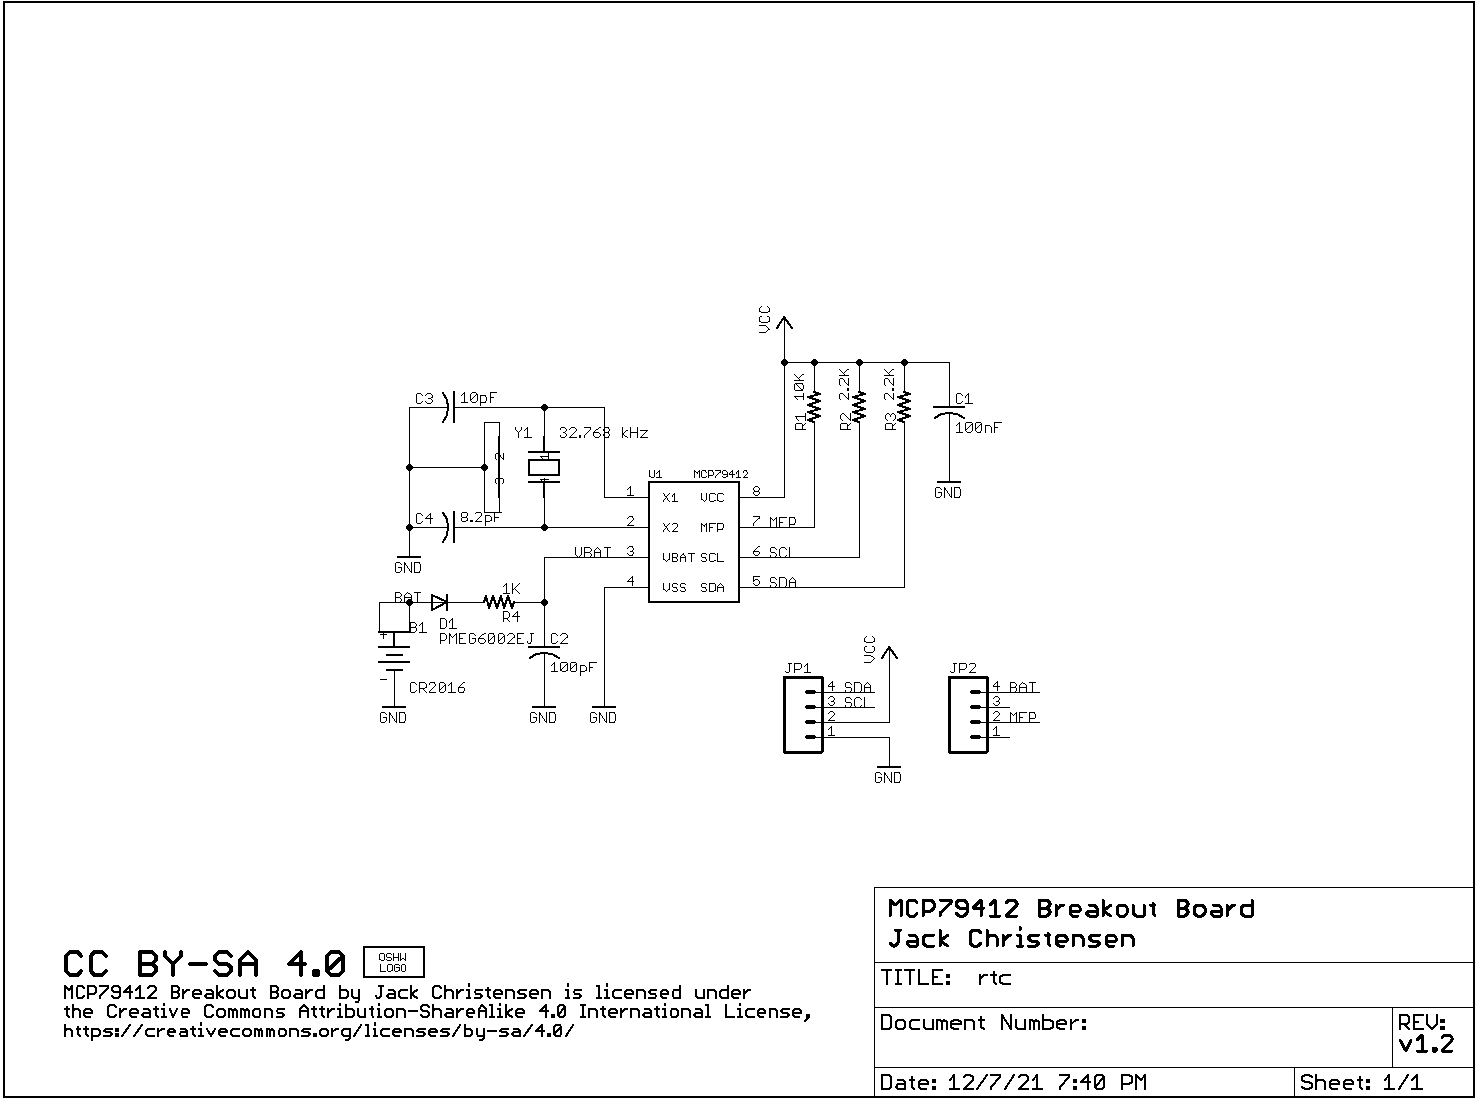 VCC
C3 10pF
Y1 32.768 kHz
2
1
3
4
C4 8.2pF
GND
R1 10K
R2 2.2K
R3 2.2K
C1
100nF
GND
U1 MCP79412
1 X1 VCC 8
2 X2 MFP 7 MFP
VBAT 3 VBAT SCL 6 SCL
4 VSS SDA 5 SDA
BAT
1K
R4
B1
D1
PMEG6002EJ
C2
100pF
+
-
CR2016
GND
GND
GND
VCC
JP1
4 SDA
3 SCL
2
1
GND
JP2
4 BAT
3
2 MFP
1
MCP79412 Breakout Board
Jack Christensen
TITLE: rtc
Document Number:
REV:
v1.2
Date: 12/7/21 7:40 PM
Sheet: 1/1
CC BY-SA 4.0
OSHW
LOGO
MCP79412 Breakout Board by Jack Christensen is licensed under
the Creative Commons Attribution-ShareAlike 4.0 International License,
https://creativecommons.org/licenses/by-sa/4.0/